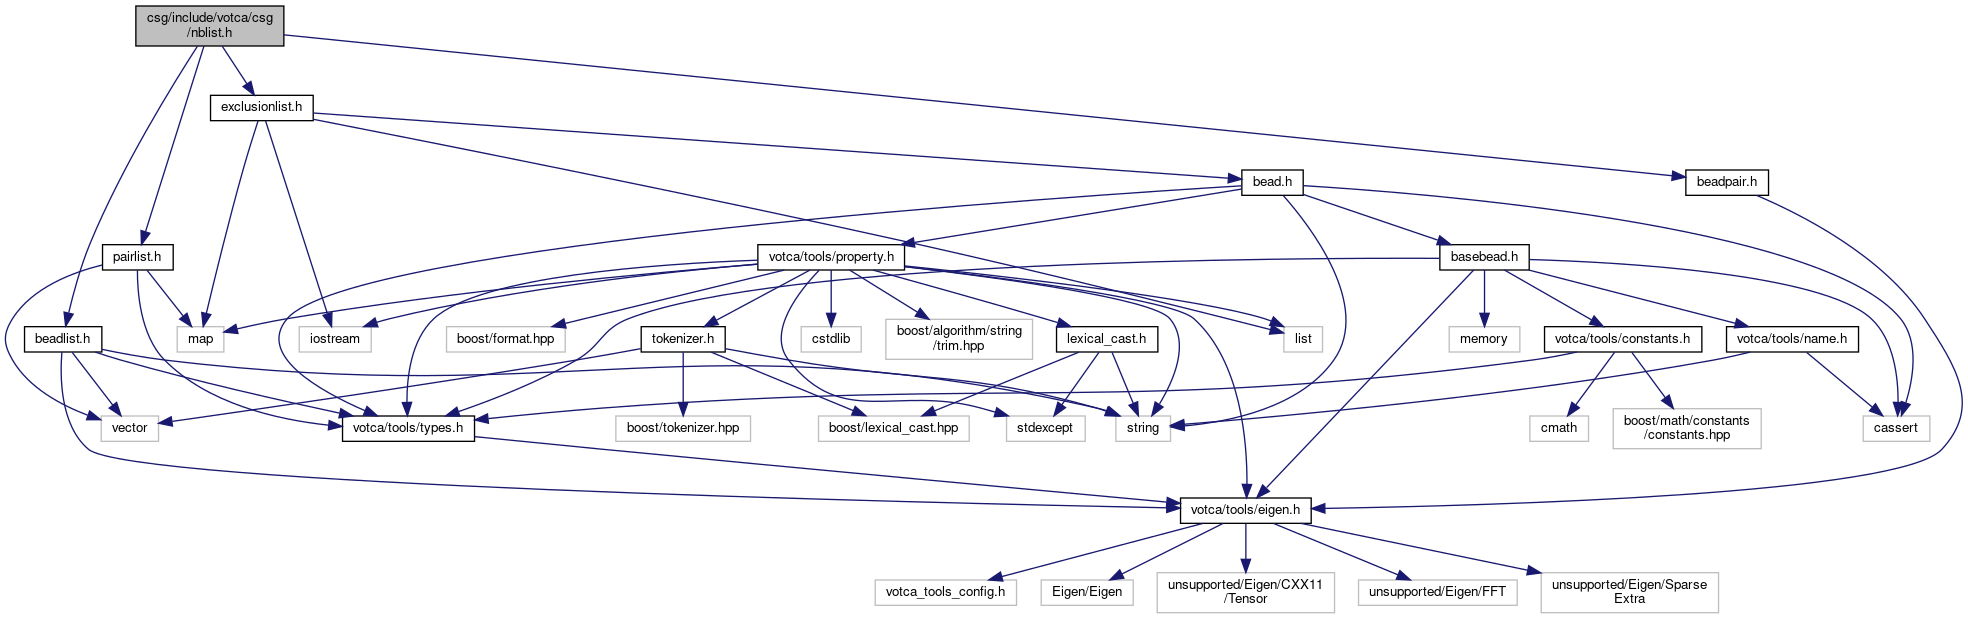 csg/include/votca/csg
/nblist.h
exclusionlist.h
bead.h
beadpair.h
pairlist.h
votca/tools/property.h
basebead.h
beadlist.h
map
iostream
boost/format.hpp
tokenizer.h
cstdlib
boost/algorithm/string
/trim.hpp
lexical_cast.h
list
memory
votca/tools/constants.h
votca/tools/name.h
vector
votca/tools/types.h
boost/tokenizer.hpp
boost/lexical_cast.hpp
stdexcept
string
cmath
boost/math/constants
/constants.hpp
cassert
votca/tools/eigen.h
votca_tools_config.h
Eigen/Eigen
unsupported/Eigen/CXX11
/Tensor
unsupported/Eigen/FFT
unsupported/Eigen/Sparse
Extra